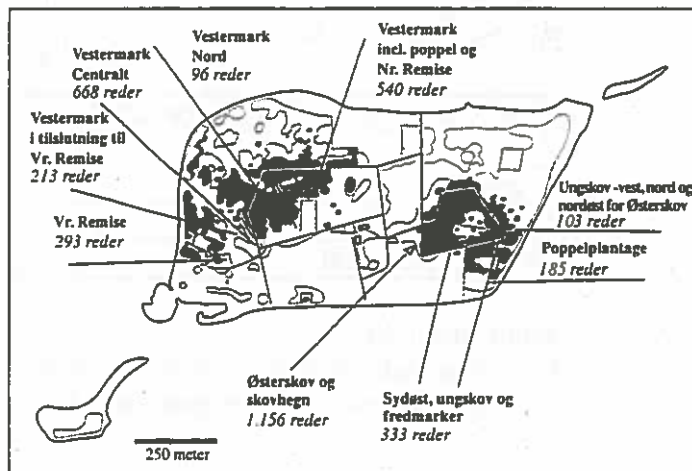 Vestermark
Nord
96 reder
Vestermark
incl. poppel og
Nr. Remise
540 reder
Vestermark
Centralt
668 reder
Vestermark
i tilslutning til
Vr. Remise
213 reder
Vr. Remise
293 reder
Ungskov -vest, nord og
nordøst for Østerskov
103 reder
Poppelplantage
185 reder
Østerskov og
skovhegn
1.156 reder
Sydøst, ungskov og
fredmarker
333 reder
250 meter